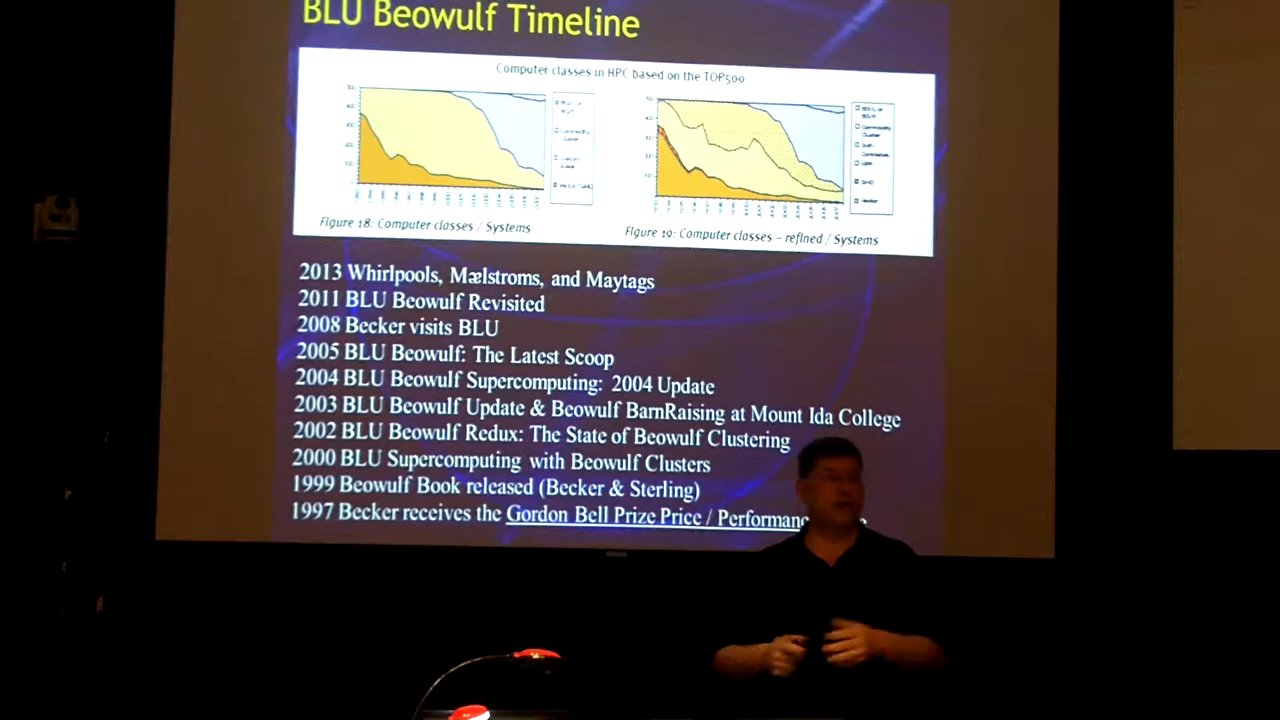 BLU Beowulf Timeline
Computer classes in HPC based on the TOP500
Figure 18: Computer classes / Systems
Figure 19: Computer classes – refined / Systems
2013 Whirlpools, Mælstroms, and Maytags
2011 BLU Beowulf Revisited
2008 Becker visits BLU
2005 BLU Beowulf: The Latest Scoop
2004 BLU Beowulf Supercomputing: 2004 Update
2003 BLU Beowulf Update & Beowulf BarnRaising at Mount Ida College
2002 BLU Beowulf Redux: The State of Beowulf Clustering
2000 BLU Supercomputing with Beowulf Clusters
1999 Beowulf Book released (Becker & Sterling)
1997 Becker receives the Gordon Bell Prize Price /